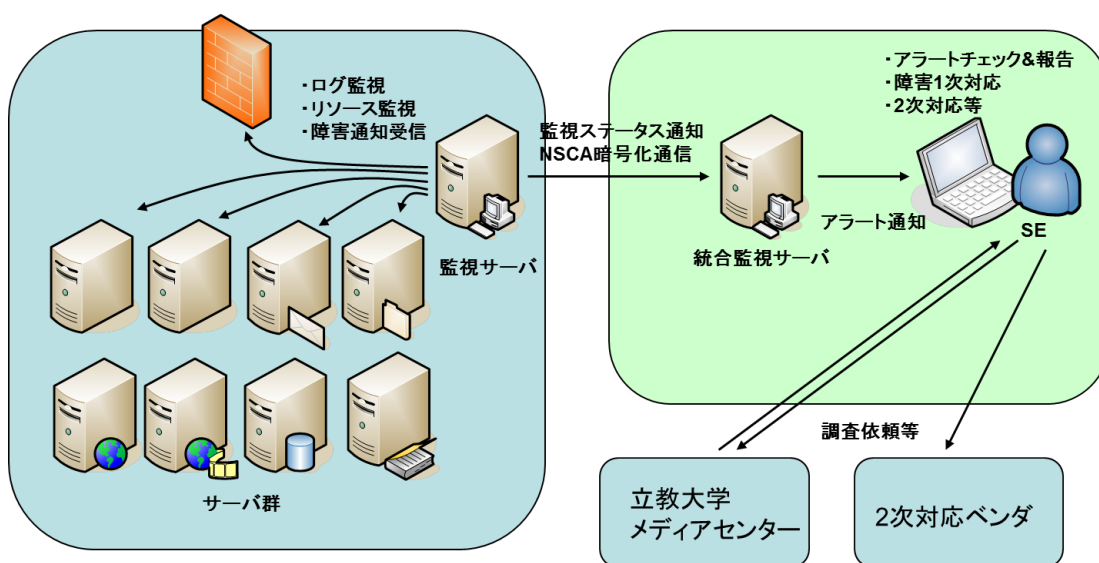 ・ログ監視
・リソース監視
・障害通知受信
監視サーバ
サーバ群
監視ステータス通知
NSCA暗号化通信
統合監視サーバ
アラート通知
・アラートチェック&報告
・障害1次対応
・2次対応等
SE
調査依頼等
立教大学
メディアセンター
2次対応ベンダ